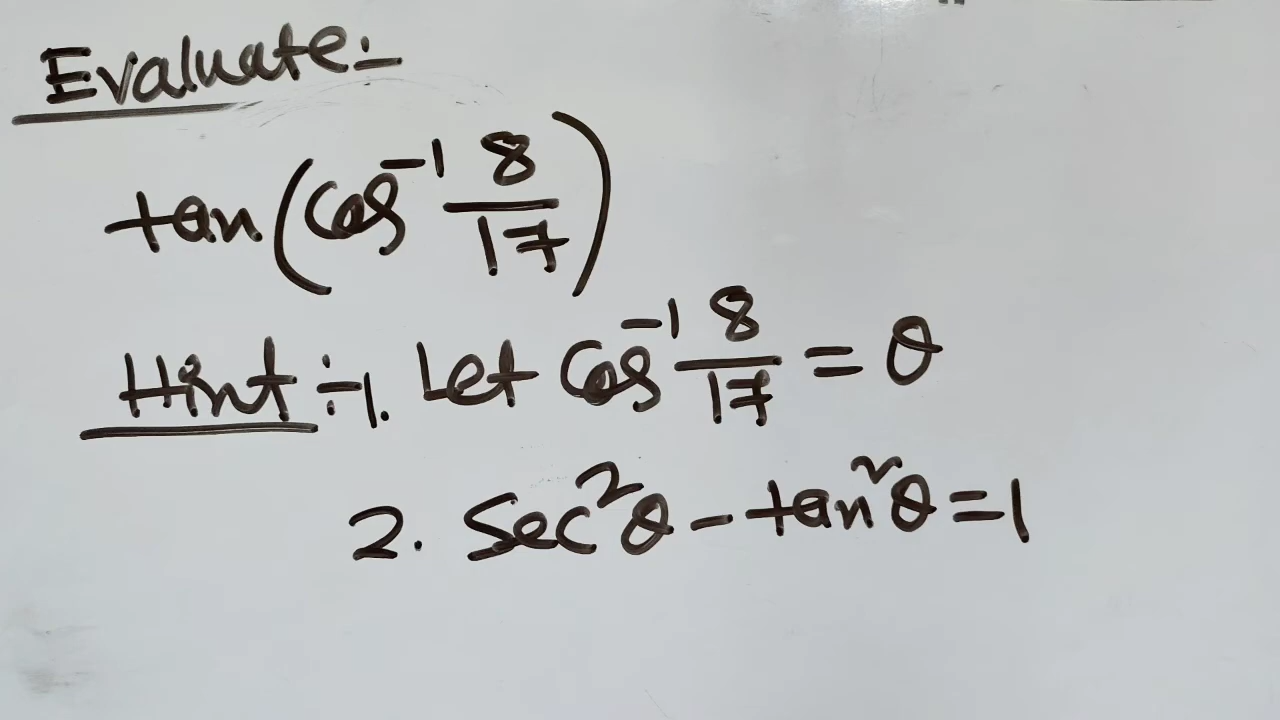 Evaluate:-
tan(cos⁻¹ 8/17)
Hint:-1. Let cos⁻¹ 8/17 = θ
2. Sec²θ - tan²θ = 1